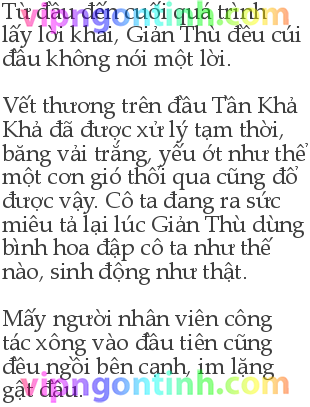 Từ đầu đến cuối quá trình
lấy lời khai, Giản Thù đều cúi
đầu không nói một lời.
Vết thương trên đầu Tần Khả
Khả đã được xử lý tạm thời,
băng vải trắng, yếu ớt như thể
một cơn gió thổi qua cũng đổ
được vậy. Cô ta đang ra sức
miêu tả lại lúc Giản Thù dùng
bình hoa đập cô ta như thế
nào, sinh động như thật.
Mấy người nhân viên công
tác xông vào đầu tiên cũng
đều ngồi bên cạnh, im lặng
gật đầu.
vipngontinh.com
vipngontinh.com